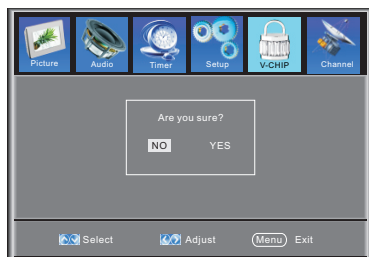 Picture Audio Timer Setup V-CHIP Channel
Are you sure?
NO YES
Select Adjust Menu Exit